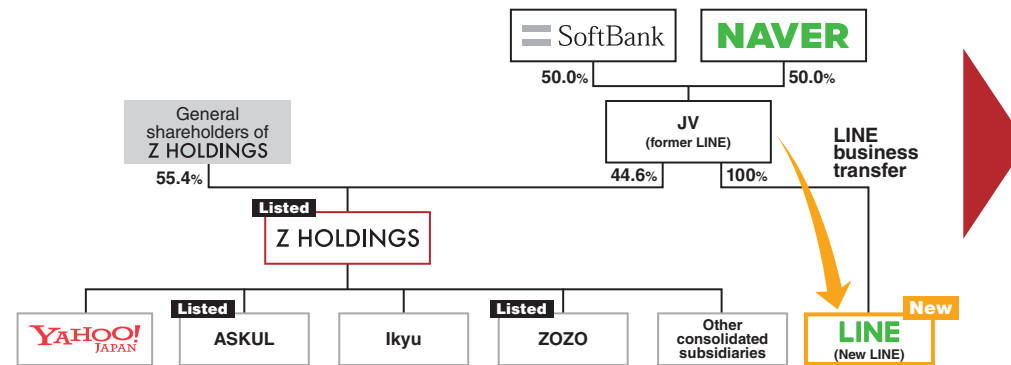 SoftBank
NAVER
50.0%
50.0%
General
shareholders of
Z HOLDINGS
JV
(former LINE)
LINE
business
transfer
55.4%
44.6%
100%
Listed
Z HOLDINGS
YAHOO!
JAPAN
Listed
ASKUL
Ikyu
Listed
ZOZO
Other
consolidated
subsidiaries
New
LINE
(New LINE)